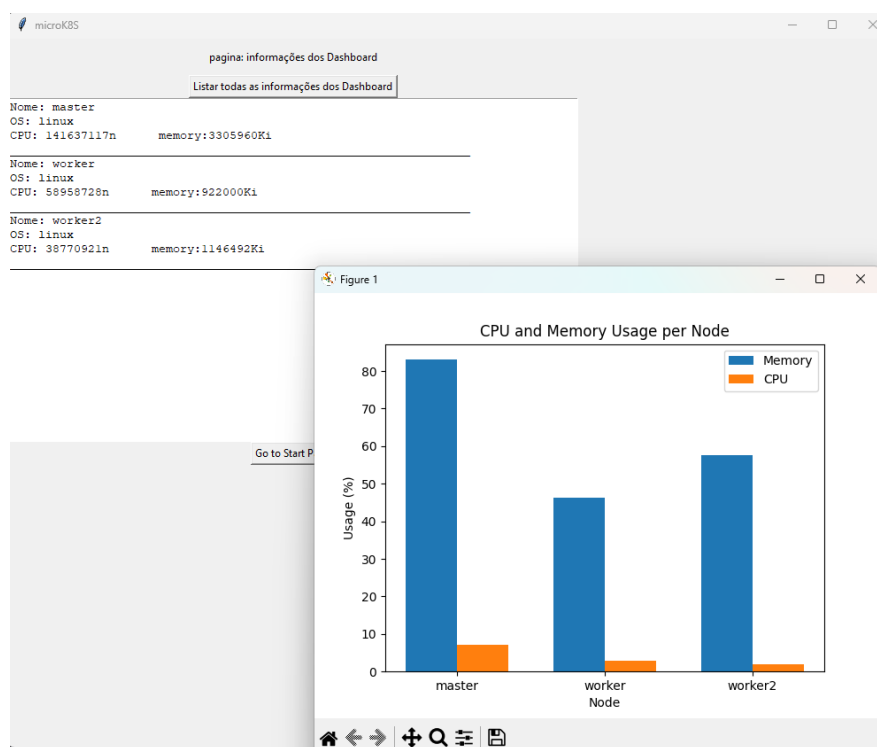 microK8S
pagina: informações dos Dashboard
Listar todas as informações dos Dashboard
Nome: master
OS: linux
CPU: 141637117n memory:3305960Ki
Nome: worker
OS: linux
CPU: 58958728n memory:922000Ki
Nome: worker2
OS: linux
CPU: 38770921n memory:1146492Ki
Go to Start P
Figure 1
CPU and Memory Usage per Node
Memory
CPU
Usage (%)
80
70
60
50
40
30
20
10
0
master worker worker2
Node